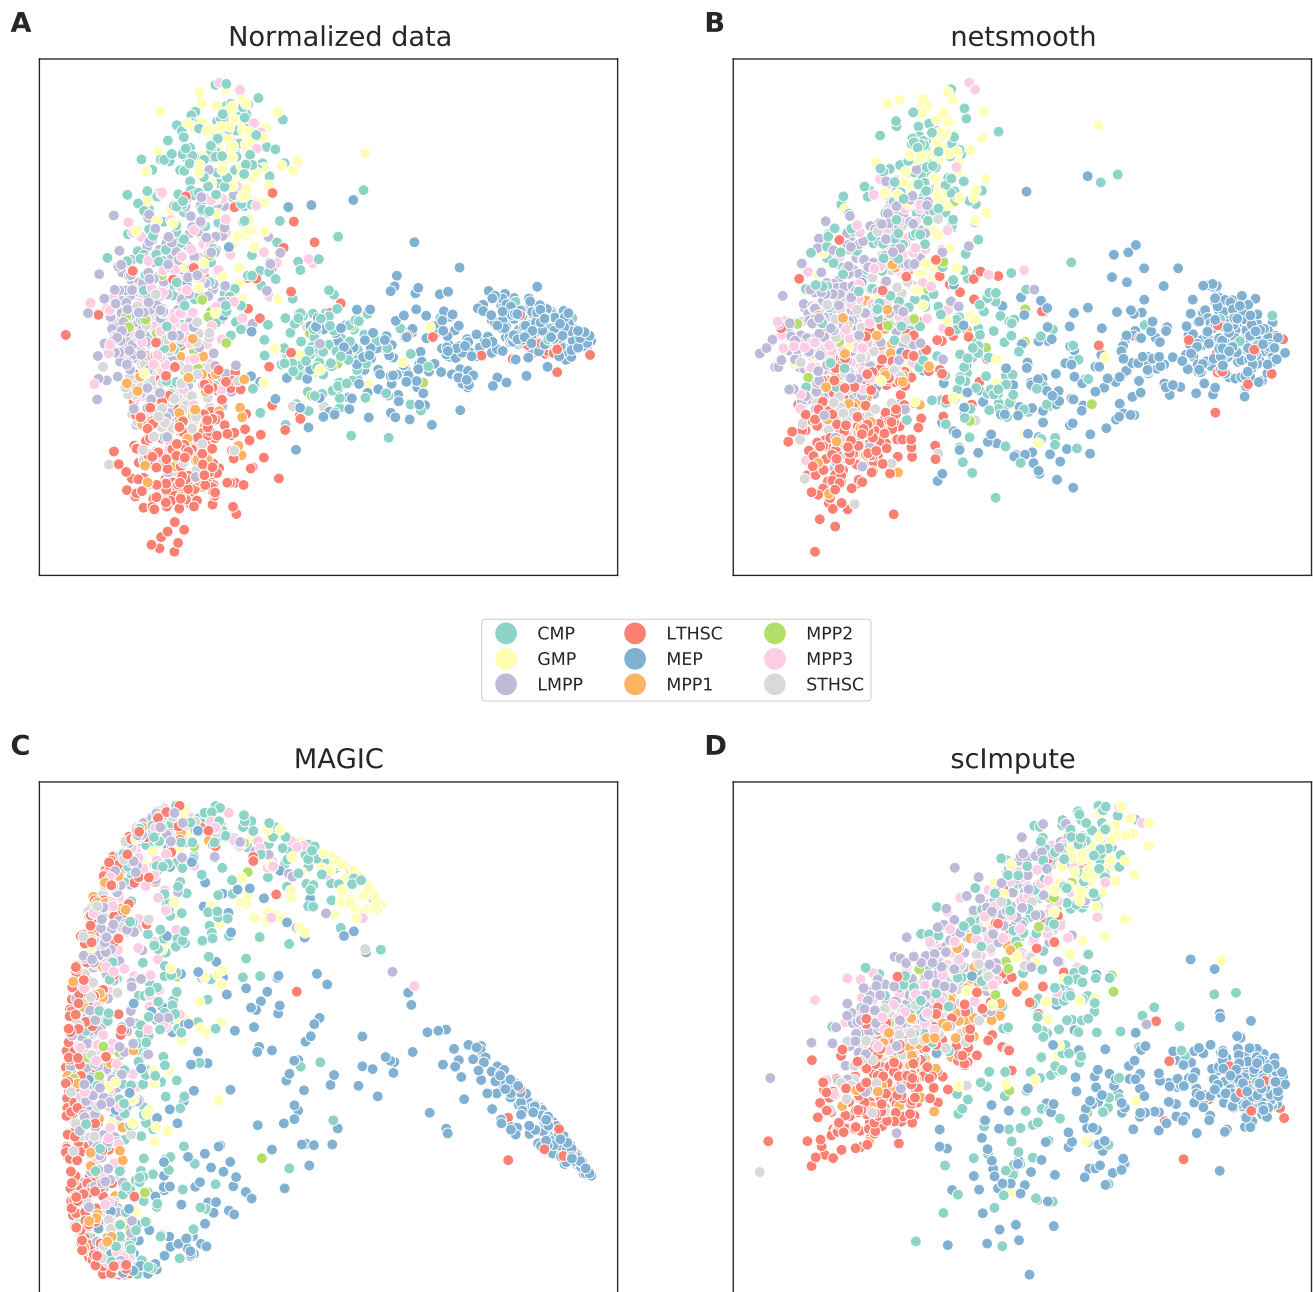 A
Normalized data
B
netsmooth
CMP
LTHSC
MPP2
GMP
MEP
MPP3
LMPP
MPP1
STHSC
C
MAGIC
D
scImpute